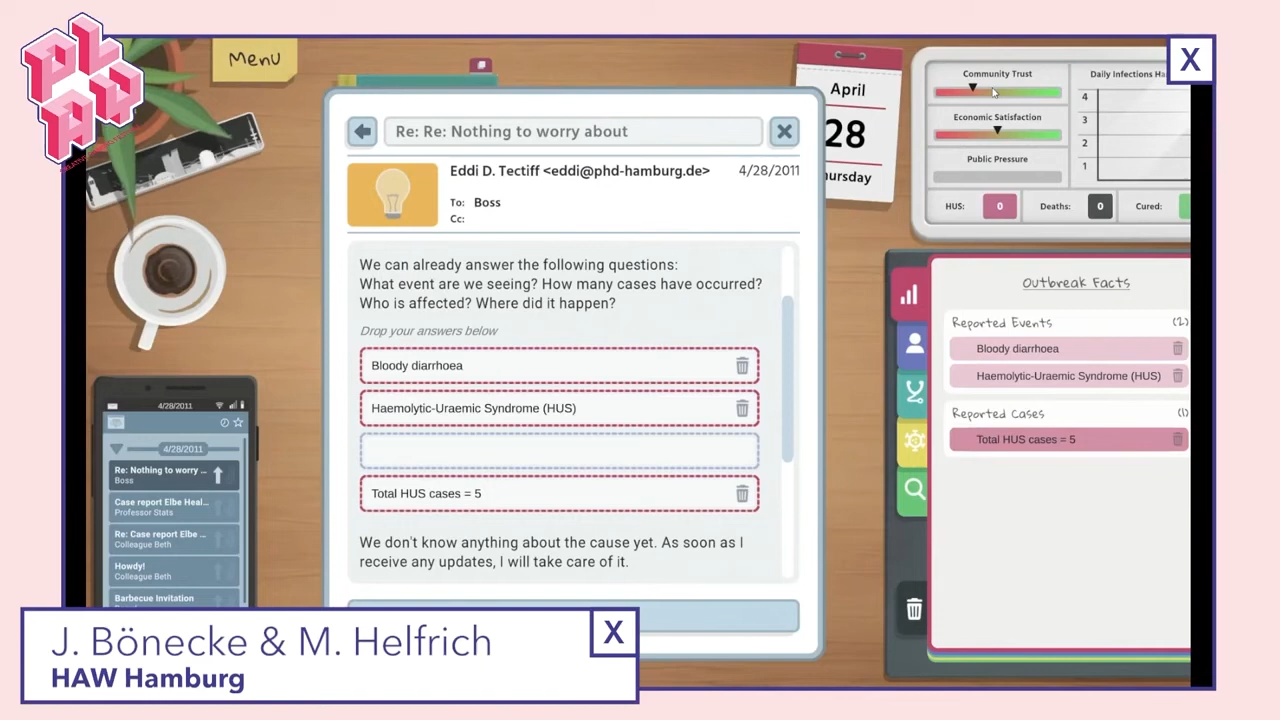 PLAY
Menu
Re: Re: Nothing to worry about
Eddi D. Tectiff <eddi@phd-hamburg.de>
4/28/2011
To: Boss
Cc:
We can already answer the following questions:
What event are we seeing? How many cases have occurred?
Who is affected? Where did it happen?
Drop your answers below
Bloody diarrhoea
Haemolytic-Uraemic Syndrome (HUS)
Total HUS cases = 5
We don't know anything about the cause yet. As soon as I
receive any updates, I will take care of it.
April
28
hursday
Community Trust
Economic Satisfaction
Public Pressure
Daily Infections Ha
4
3
2
1
HUS: 0
Deaths: 0
Cured:
X
Outbreak Facts
Reported Events (2)
Bloody diarrhoea
Haemolytic-Uraemic Syndrome (HUS)
Reported Cases (1)
Total HUS cases = 5
4/28/2011
4/28/2011
Re: Nothing to worry ...
Boss
Case report Elbe Heal...
Professor Stats
Re: Case report Elbe ...
Colleague Beth
Howdy!
Colleague Beth
Barbecue Invitation
J. Bönecke & M. Helfrich
X
HAW Hamburg